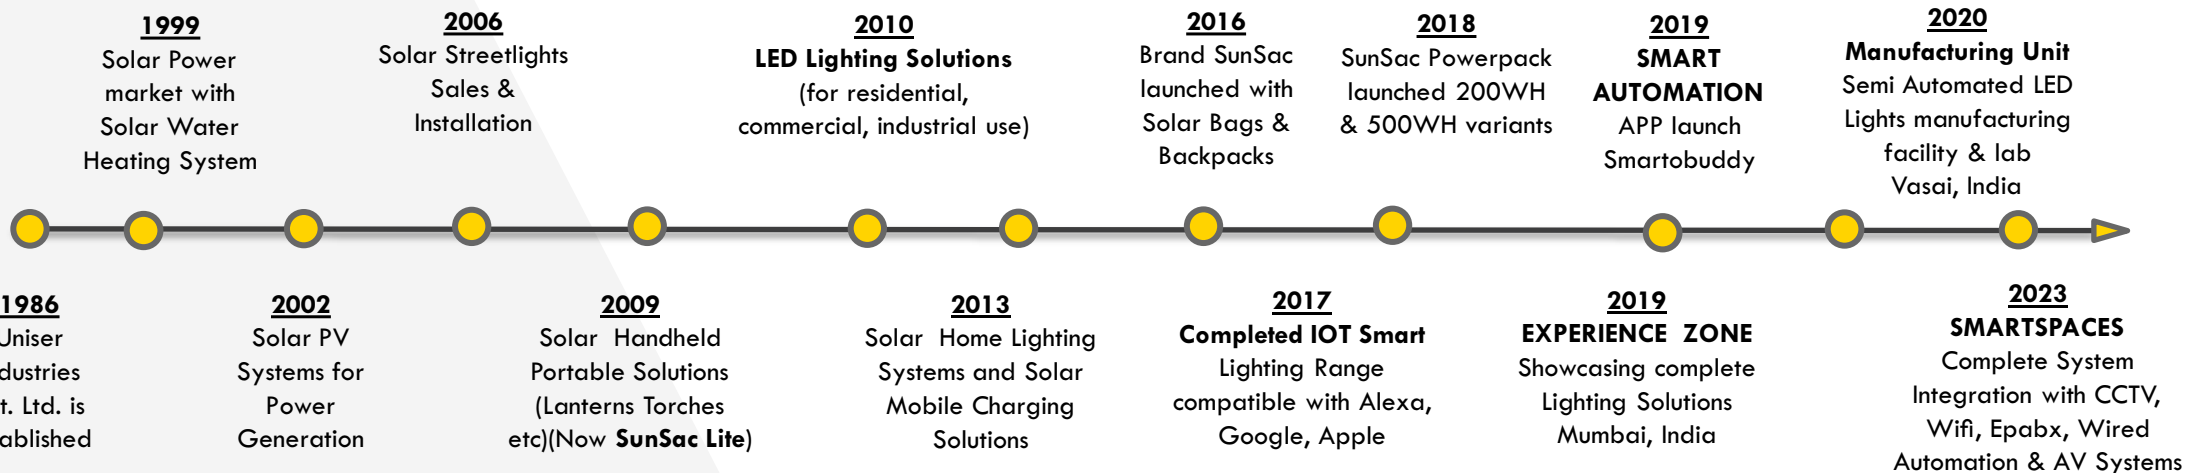 1999
Solar Power
market with
Solar Water
Heating System
2006
Solar Streetlights
Sales &
Installation
2010
LED Lighting Solutions
(for residential,
commercial, industrial use)
2016
Brand SunSac
launched with
Solar Bags &
Backpacks
2018
SunSac Powerpack
launched 200WH
& 500WH variants
2019
SMART
AUTOMATION
APP launch
Smartobuddy
2020
Manufacturing Unit
Semi Automated LED
Lights manufacturing
facility & lab
Vasai, India
1986
Uniser
dustries
t. Ltd. is
ablished
2002
Solar PV
Systems for
Power
Generation
2009
Solar Handheld
Portable Solutions
(Lanterns Torches
etc)(Now SunSac Lite)
2013
Solar Home Lighting
Systems and Solar
Mobile Charging
Solutions
2017
Completed IOT Smart
Lighting Range
compatible with Alexa,
Google, Apple
2019
EXPERIENCE ZONE
Showcasing complete
Lighting Solutions
Mumbai, India
2023
SMARTSPACES
Complete System
Integration with CCTV,
Wifi, Epabx, Wired
Automation & AV Systems